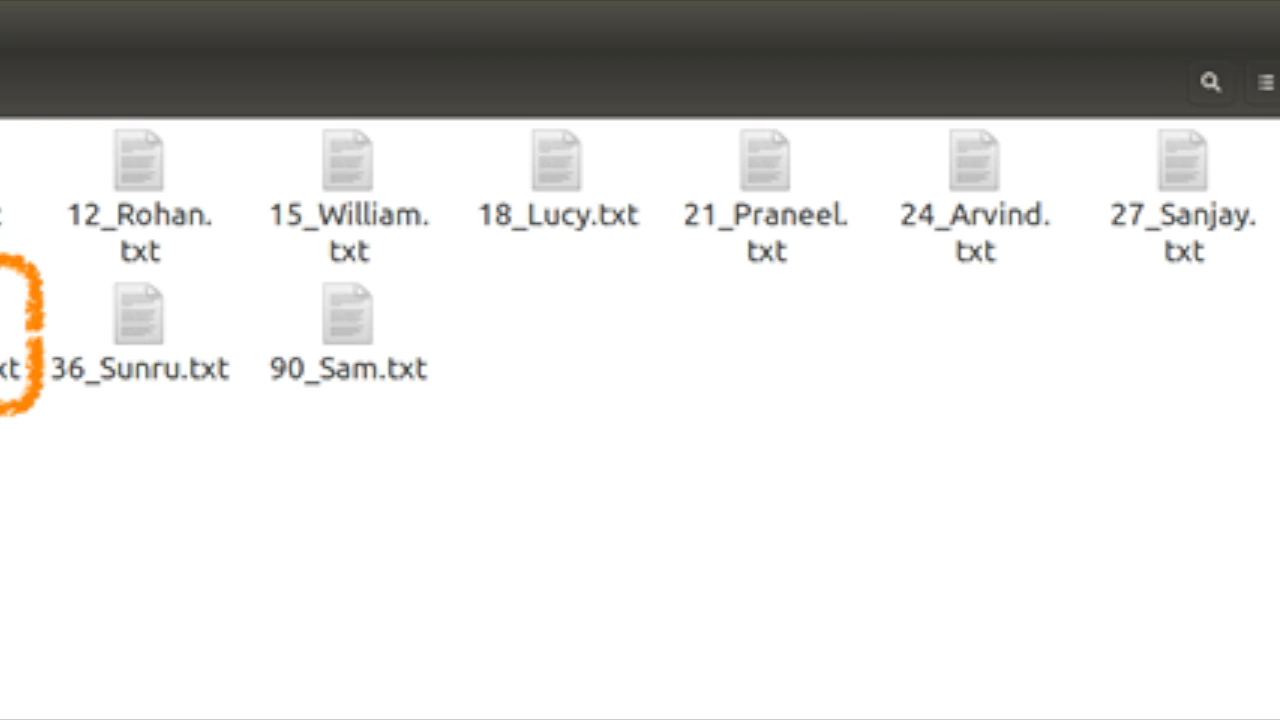 12_Rohan. 15_William. 18_Lucy.txt 21_Praneel. 24_Arvind. 27_Sanjay.
txt txt txt txt txt
36_Sunru.txt 90_Sam.txt